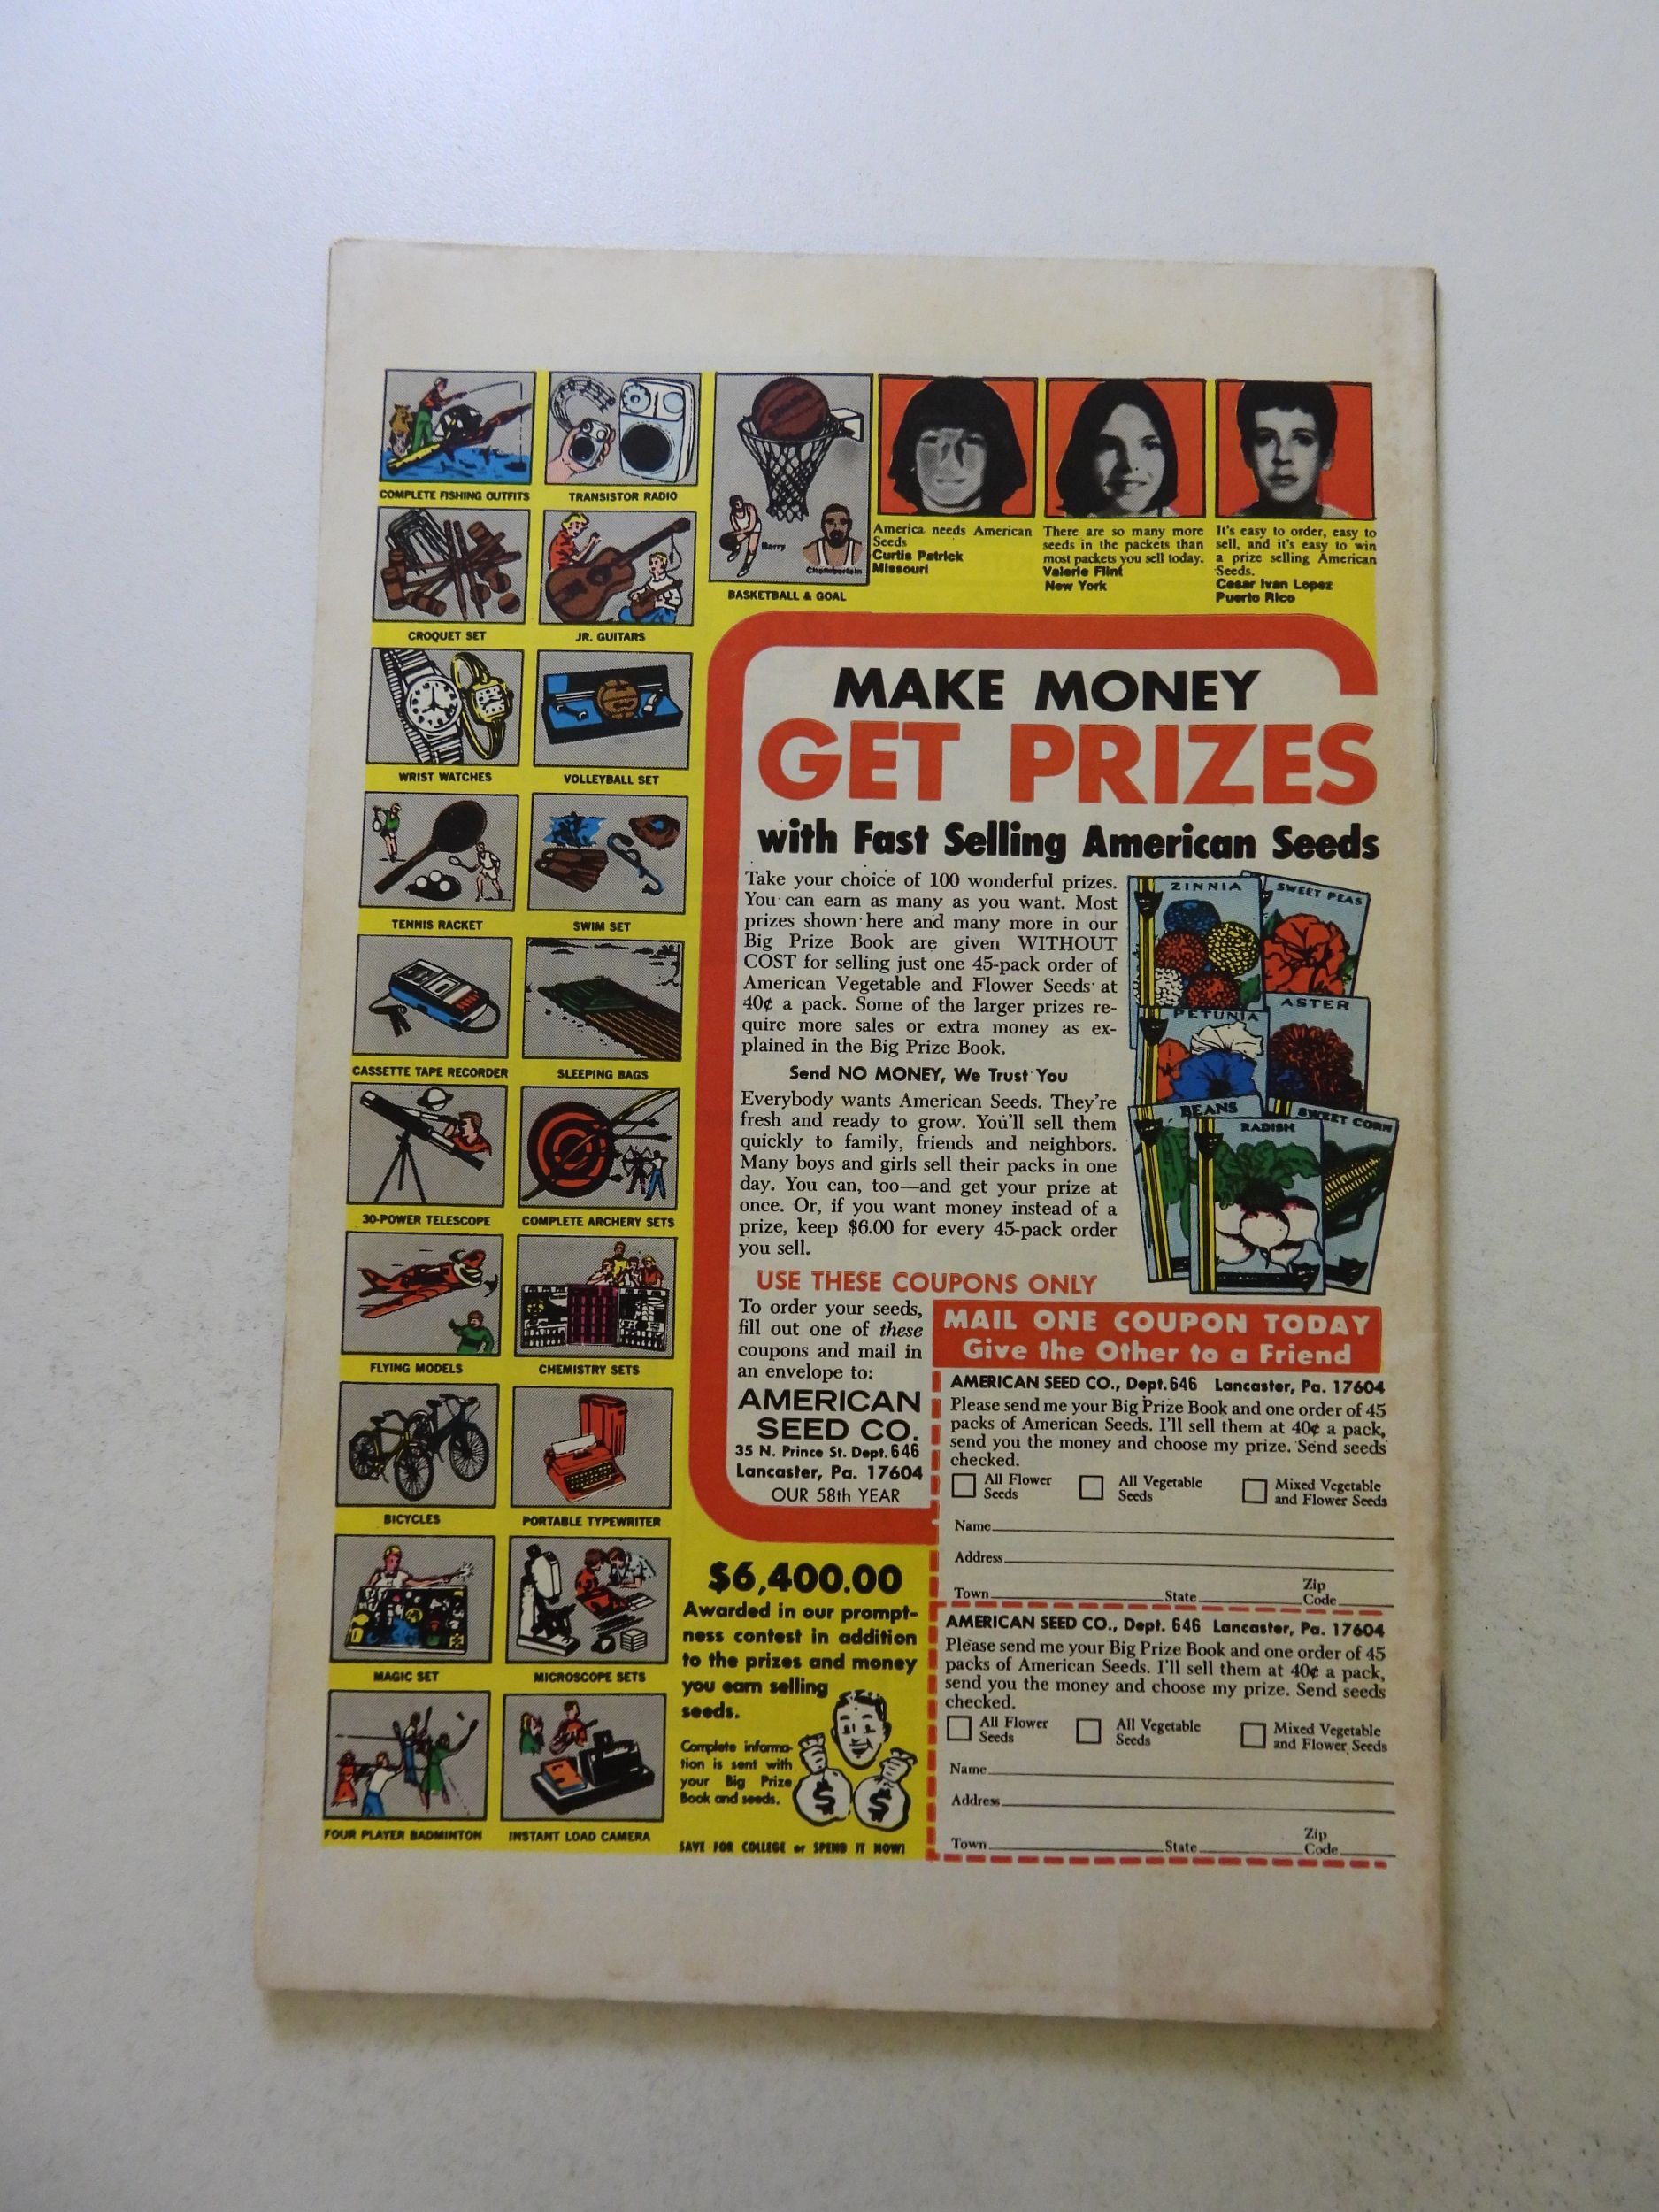 COMPLETE FISHING OUTFITS
TRANSISTOR RADIO
CROQUET SET
JR. GUITARS
WRIST WATCHES
VOLLEYBALL SET
TENNIS RACKET
SWIM SET
CASSETTE TAPE RECORDER
SLEEPING BAGS
30-POWER TELESCOPE
COMPLETE ARCHERY SETS
FLYING MODELS
CHEMISTRY SETS
BICYCLES
PORTABLE TYPEWRITER
MAGIC SET
MICROSCOPE SETS
FOUR PLAYER BADMINTON
INSTANT LOAD CAMERA
Barry
Chamberlain
BASKETBALL & GOAL
America needs American
Seeds
Curtis Patrick
Missouri
There are so many more
seeds in the packets than
most packets you sell today.
Valerie Flint
New York
It's easy to order, easy to
sell, and it's easy to win
a prize selling American
Seeds.
Cesar Ivan Lopez
Puerto Rico
MAKE MONEY
GET PRIZES
with Fast Selling American Seeds
Take your choice of 100 wonderful prizes.
You can earn as many as you want. Most
prizes shown here and many more in our
Big Prize Book are given WITHOUT
COST for selling just one 45-pack order of
American Vegetable and Flower Seeds at
40¢ a pack. Some of the larger prizes re-
quire more sales or extra money as ex-
plained in the Big Prize Book.
Send NO MONEY, We Trust You
Everybody wants American Seeds. They're
fresh and ready to grow. You'll sell them
quickly to family, friends and neighbors.
Many boys and girls sell their packs in one
day. You can, too—and get your prize at
once. Or, if you want money instead of a
prize, keep $6.00 for every 45-pack order
you sell.
ZINNIA
SWEET PEAS
PETUNIA
ASTER
BEANS
RADISH
SWEET CORN
USE THESE COUPONS ONLY
To order your seeds,
fill out one of these
coupons and mail in
an envelope to:
AMERICAN
SEED CO.
35 N. Prince St. Dept. 646
Lancaster, Pa. 17604
OUR 58th YEAR
$6,400.00
Awarded in our prompt-
ness contest in addition
to the prizes and money
you earn selling
seeds.
Complete informa-
tion is sent with
your Big Prize
Book and seeds.
$ $
SAVE FOR COLLEGE or SPEND IT NOW!
MAIL ONE COUPON TODAY
Give the Other to a Friend
AMERICAN SEED CO., Dept. 646 Lancaster, Pa. 17604
Please send me your Big Prize Book and one order of 45
packs of American Seeds. I'll sell them at 40¢ a pack,
send you the money and choose my prize. Send seeds
checked.
All Flower Seeds
All Vegetable Seeds
Mixed Vegetable and Flower Seeds
Name
Address
Town State Zip Code
AMERICAN SEED CO., Dept. 646 Lancaster, Pa. 17604
Please send me your Big Prize Book and one order of 45
packs of American Seeds. I'll sell them at 40¢ a pack,
send you the money and choose my prize. Send seeds
checked.
All Flower Seeds
All Vegetable Seeds
Mixed Vegetable and Flower Seeds
Name
Address
Town State Zip Code